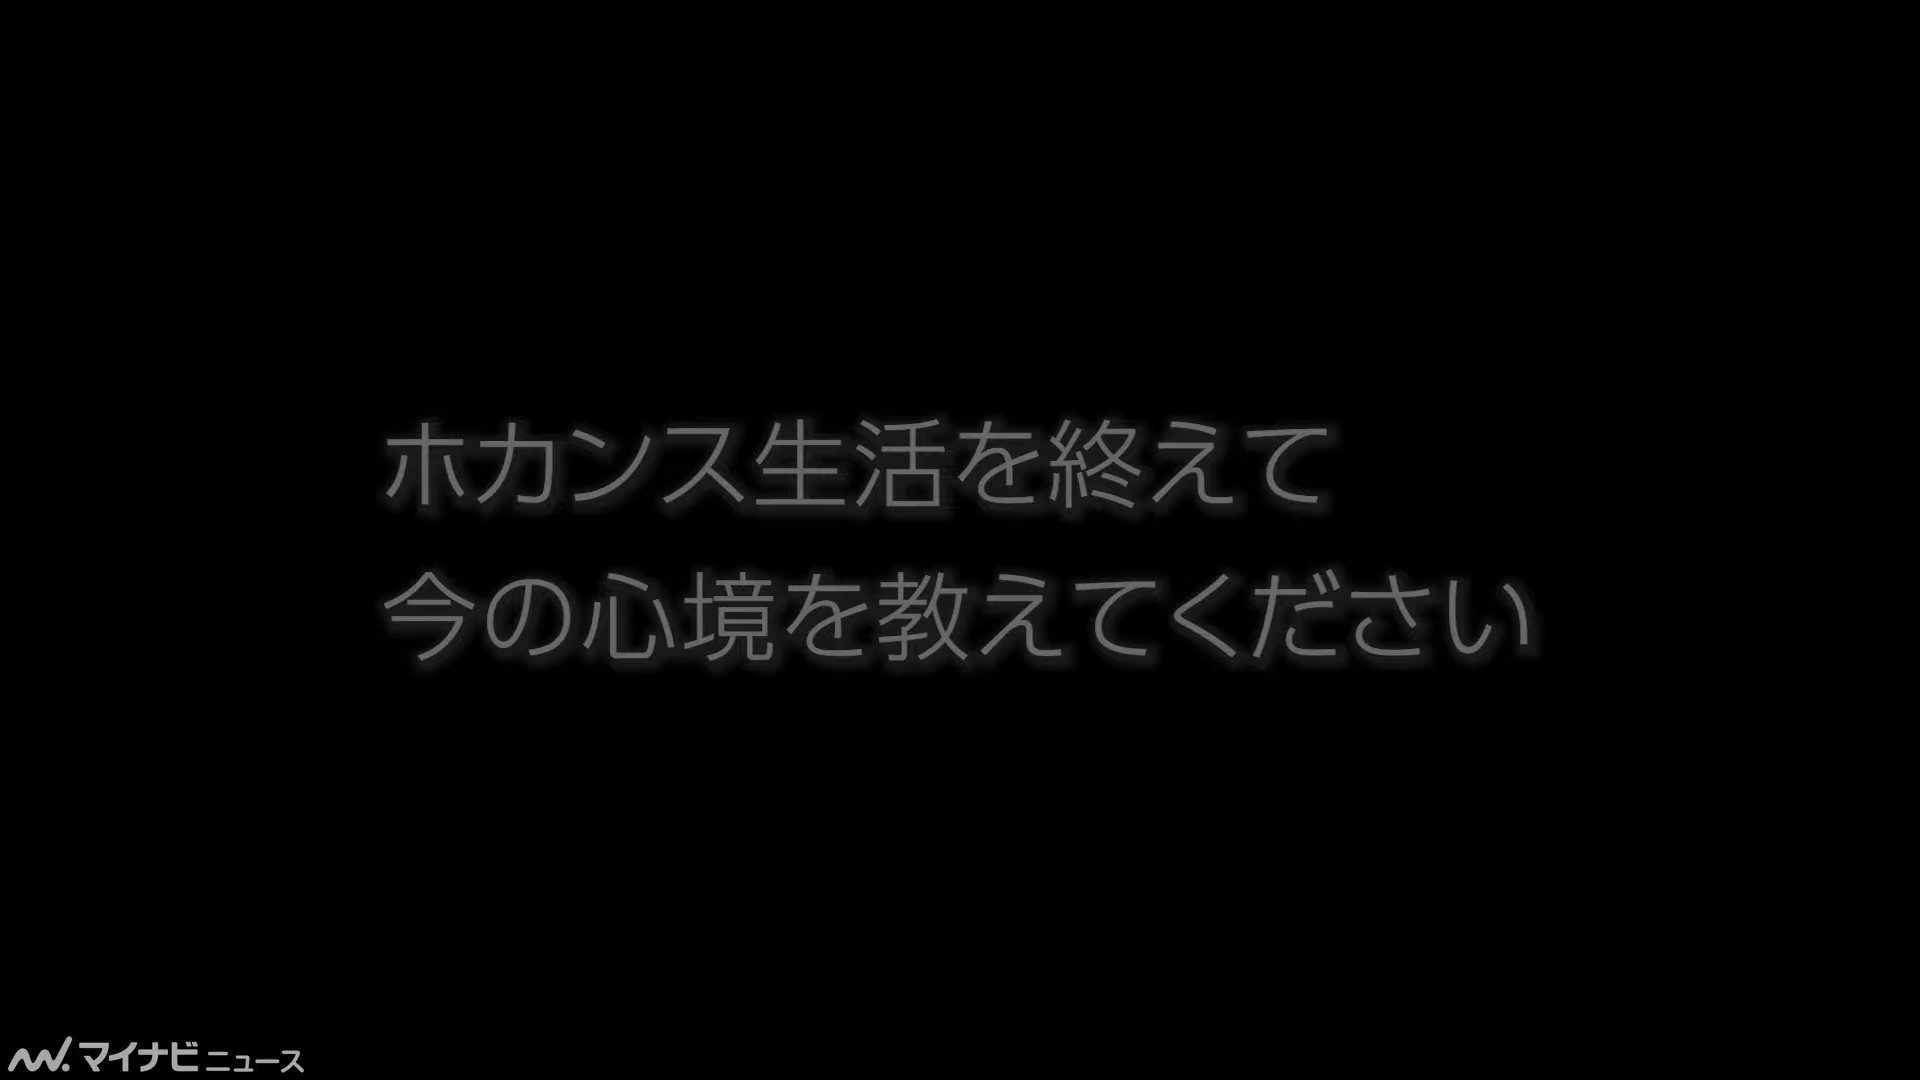 ホカンス生活を終えて
今の心境を教えてください
マイナビニュース